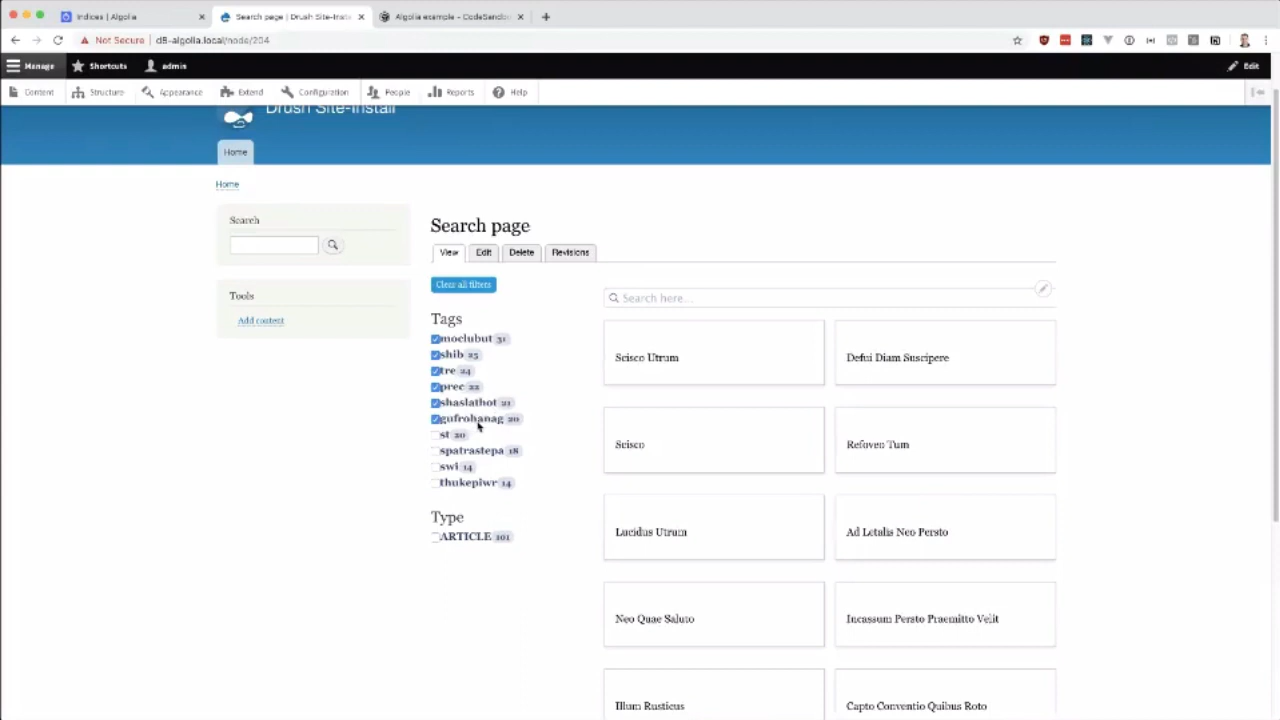 Indices | Algolia
Search page | Drush Site-Insta
Algolia example - CodeSandbo
Not Secure | d8-algolia.local/node/204
Manage Shortcuts admin Edit
Content Structure Appearance Extend Configuration People Reports Help
Drush Site-Install
Home
Home
Search
Tools
Add content
Search page
View Edit Delete Revisions
Clear all filters
Search here...
Tags
moclubut 31
shib 25
tre 24
prec 22
shaslathot 21
gufrohanag 20
st 20
spatrastepa 18
swi 14
thukepiwr 14
Type
ARTICLE 101
Scisco Utrum
Defui Diam Suscipere
Scisco
Refoveo Tum
Lucidus Utrum
Ad Letalis Neo Persto
Neo Quae Saluto
Incassum Persto Praemitto Velit
Illum Rusticus
Capto Conventio Quibus Roto